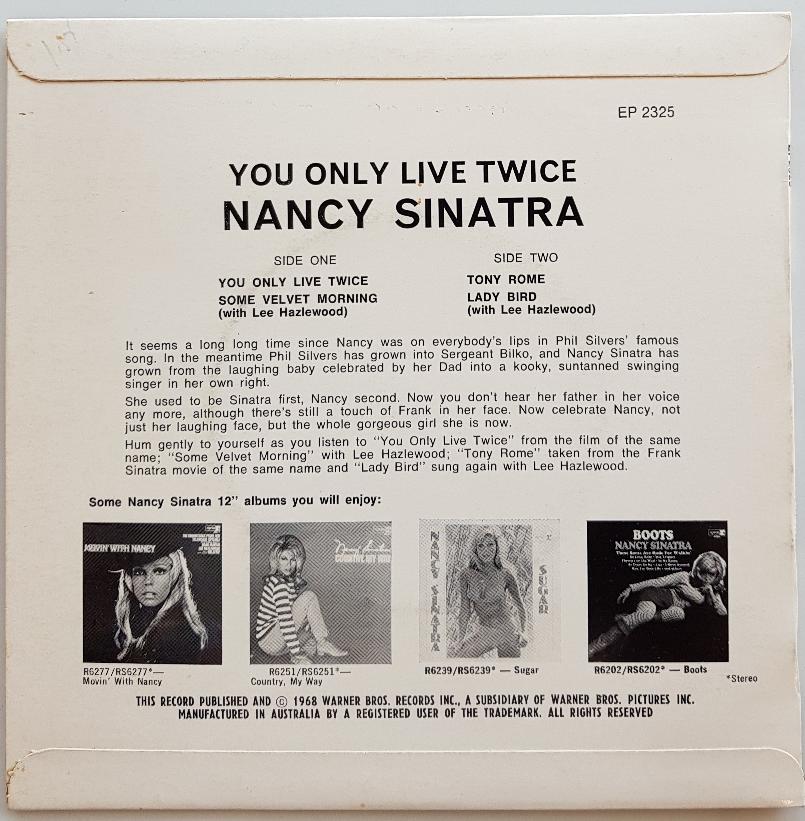 EP 2325
YOU ONLY LIVE TWICE
NANCY SINATRA
SIDE ONE
YOU ONLY LIVE TWICE
SOME VELVET MORNING
(with Lee Hazlewood)
SIDE TWO
TONY ROME
LADY BIRD
(with Lee Hazlewood)
It seems a long long time since Nancy was on everybody's lips in Phil Silvers' famous
song. In the meantime Phil Silvers has grown into Sergeant Bilko, and Nancy Sinatra has
grown from the laughing baby celebrated by her Dad into a kooky, suntanned swinging
singer in her own right.
She used to be Sinatra first, Nancy second. Now you don't hear her father in her voice
any more, although there's still a touch of Frank in her face. Now celebrate Nancy, not
just her laughing face, but the whole gorgeous girl she is now.
Hum gently to yourself as you listen to "You Only Live Twice" from the film of the same
name; "Some Velvet Morning" with Lee Hazlewood; "Tony Rome" taken from the Frank
Sinatra movie of the same name and "Lady Bird" sung again with Lee Hazlewood.
Some Nancy Sinatra 12" albums you will enjoy:
MOVIN' WITH NANCY
NANCY SINATRA
SUGAR
BOOTS
NANCY SINATRA
R6277/RS6277*—
Movin' With Nancy
R6251/RS6251*—
Country, My Way
R6239/RS6239* — Sugar
R6202/RS6202* — Boots
*Stereo
THIS RECORD PUBLISHED AND © 1968 WARNER BROS. RECORDS INC., A SUBSIDIARY OF WARNER BROS. PICTURES INC.
MANUFACTURED IN AUSTRALIA BY A REGISTERED USER OF THE TRADEMARK. ALL RIGHTS RESERVED